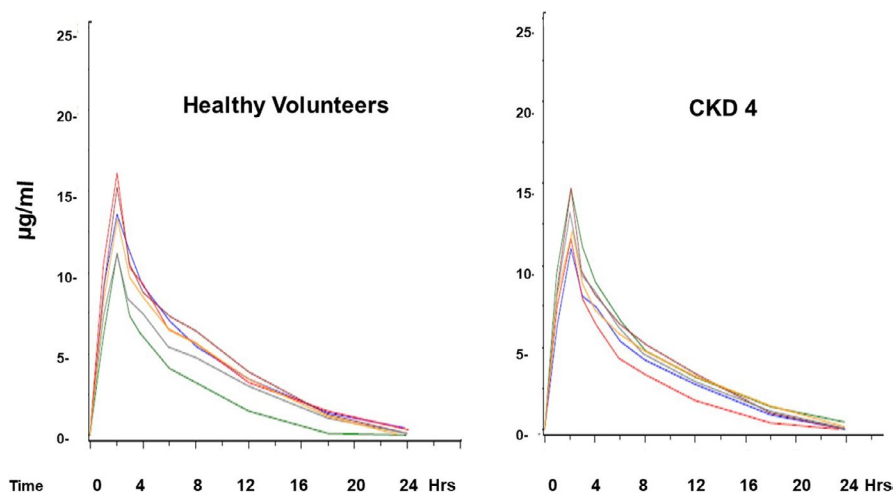 25-
20-
15-
10-
5-
0-
µg/ml
Healthy Volunteers
Time 0 4 8 12 16 20 24 Hrs
25-
20-
15-
10-
5-
0-
CKD 4
0 4 8 12 16 20 24 Hrs